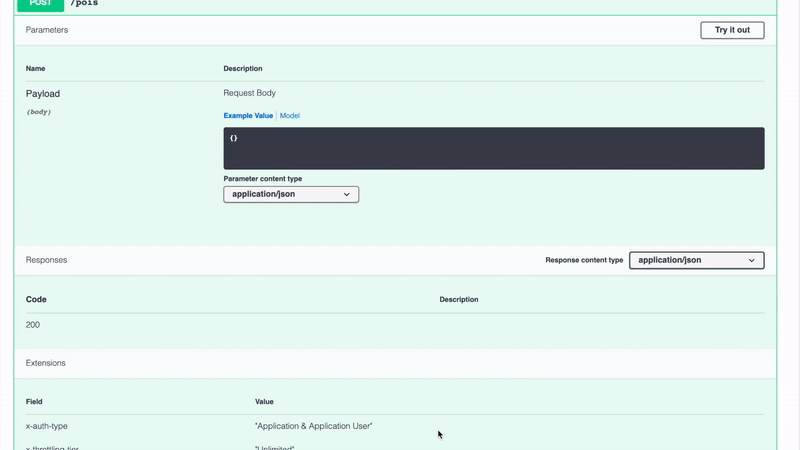 POST /pois
Parameters Try it out
Name Description
Payload Request Body
(body)
Example Value Model
{}
Parameter content type
application/json
Responses Response content type application/json
Code Description
200
Extensions
Field Value
x-auth-type "Application & Application User"
x-throttling-tier "Unlimited"